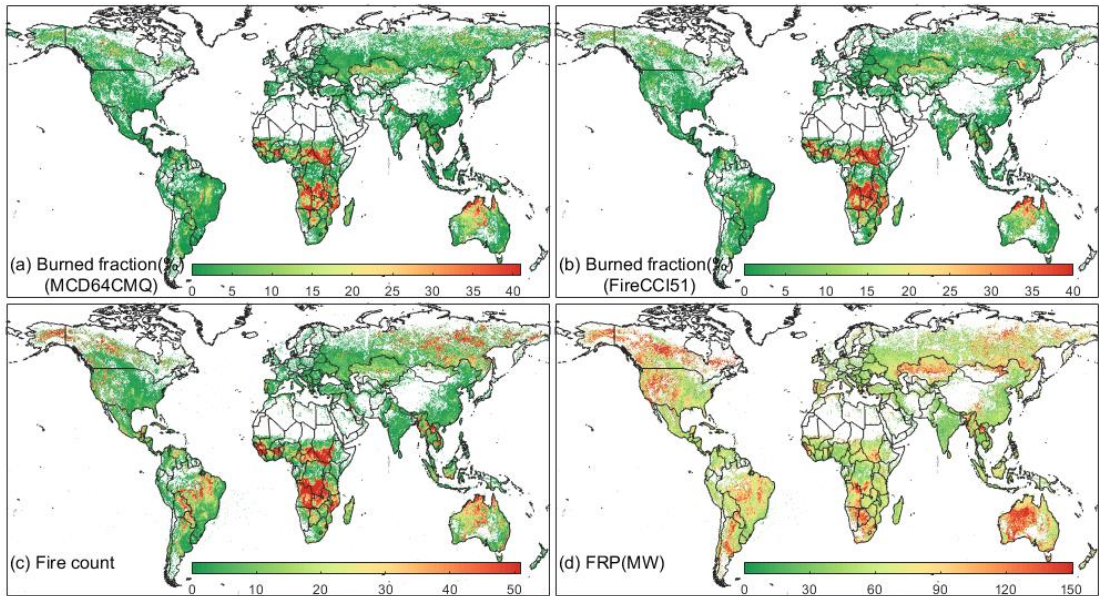 (a) Burned fraction(%)
(MCD64CMQ)
0 5 10 15 20 25 30 35 40
(b) Burned fraction(%)
(FireCCI51)
0 5 10 15 20 25 30 35 40
(c) Fire count
0 10 20 30 40 50
(d) FRP(MW)
0 30 60 90 120 150